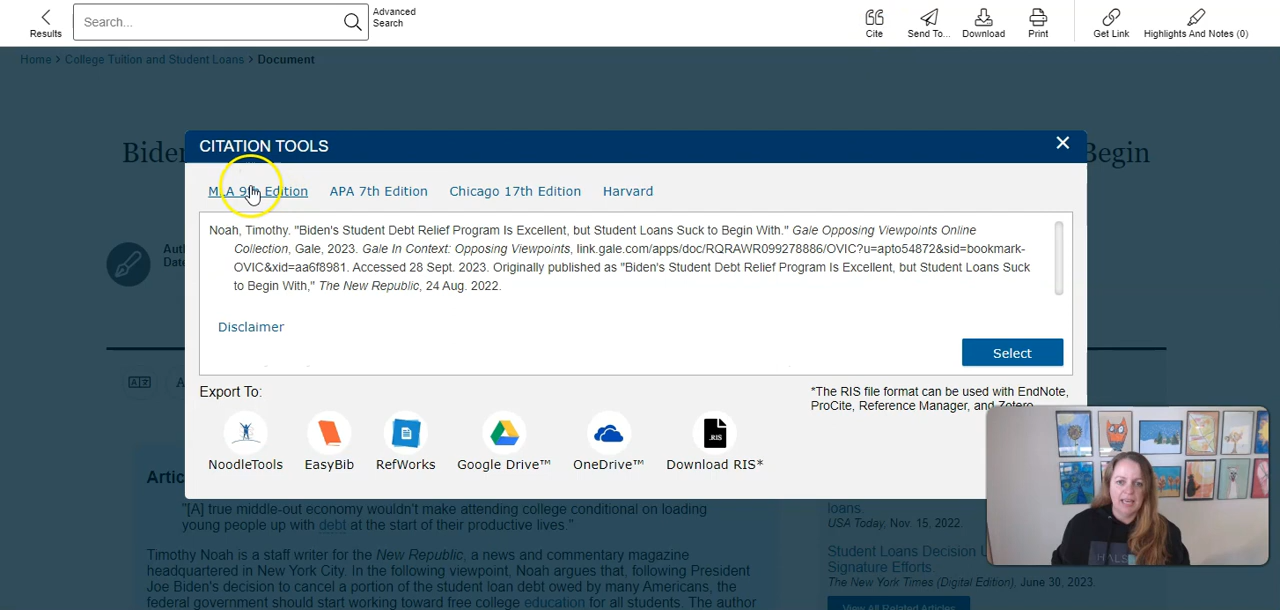 Results
Search...
Advanced
Search
Cite
Send To...
Download
Print
Get Link
Highlights And Notes (0)
Home > College Tuition and Student Loans > Document
Begin
CITATION TOOLS
MLA 9th Edition
APA 7th Edition
Chicago 17th Edition
Harvard
Noah, Timothy. "Biden's Student Debt Relief Program Is Excellent, but Student Loans Suck to Begin With." Gale Opposing Viewpoints Online
Collection, Gale, 2023. Gale In Context: Opposing Viewpoints, link.gale.com/apps/doc/RQRAWR099278886/OVIC?u=apto54872&sid=bookmark-
OVIC&xid=aa6f8981. Accessed 28 Sept. 2023. Originally published as "Biden's Student Debt Relief Program Is Excellent, but Student Loans Suck
to Begin With," The New Republic, 24 Aug. 2022.
Disclaimer
Select
Export To:
*The RIS file format can be used with EndNote,
ProCite, Reference Manager, and Zotero.
NoodleTools
EasyBib
RefWorks
Google Drive™
OneDrive™
.RIS
Download RIS*
"[A] true middle-out economy wouldn't make attending college conditional on loading
young people up with debt at the start of their productive lives."
Timothy Noah is a staff writer for the New Republic, a news and commentary magazine
headquartered in New York City. In the following viewpoint, Noah argues that, following President
Joe Biden's decision to cancel a portion of the student loan debt owed by many Americans, the
federal government should start working toward free college education for all students. The author
loans.
USA Today, Nov. 15, 2022.
Student Loans Decision
Signature Efforts.
The New York Times (Digital Edition), June 30, 2023.
View All Related Articles